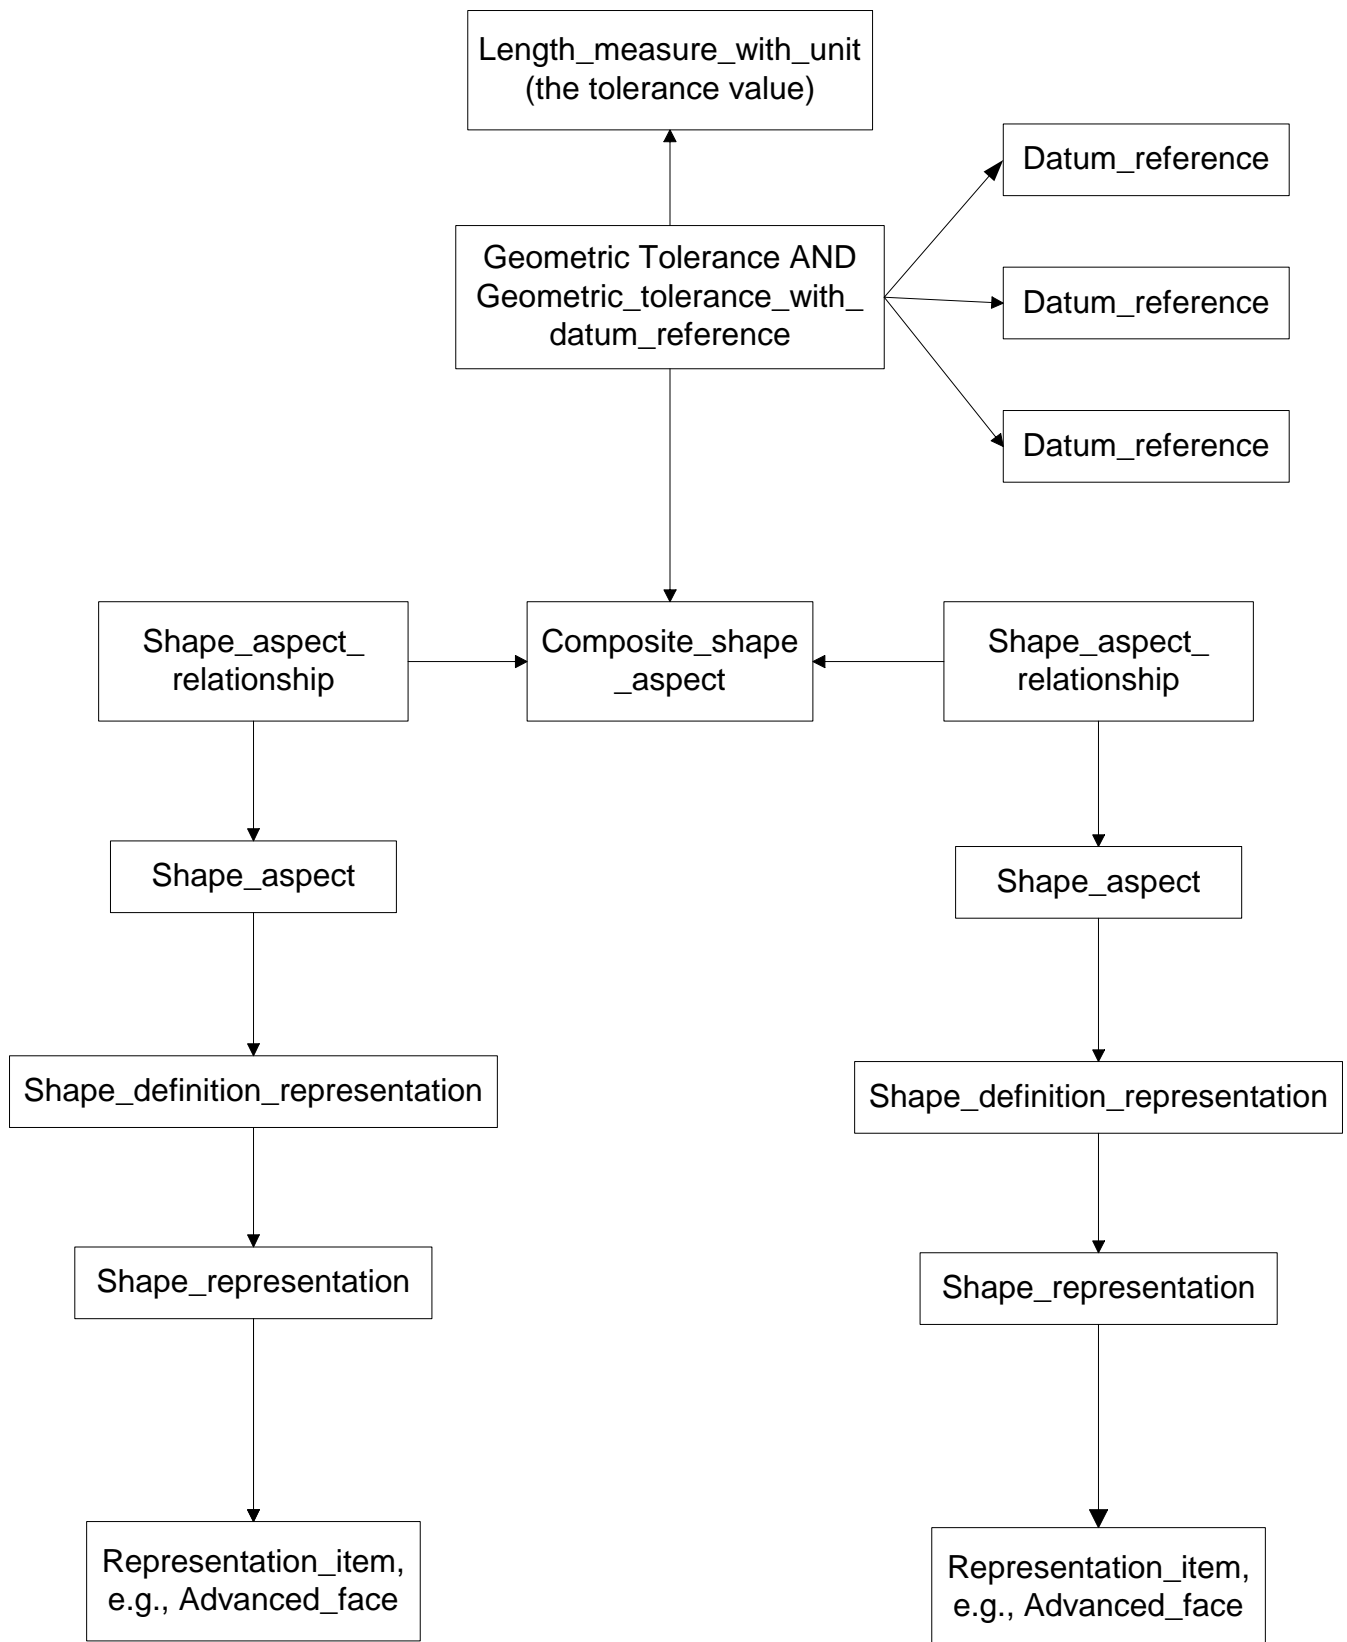 Length_measure_with_unit
(the tolerance value)
Datum_reference
Geometric Tolerance AND
Geometric_tolerance_with_
datum_reference
Datum_reference
Datum_reference
Shape_aspect_
relationship
Composite_shape
_aspect
Shape_aspect_
relationship
Shape_aspect
Shape_aspect
Shape_definition_representation
Shape_definition_representation
Shape_representation
Shape_representation
Representation_item,
e.g., Advanced_face
Representation_item,
e.g., Advanced_face